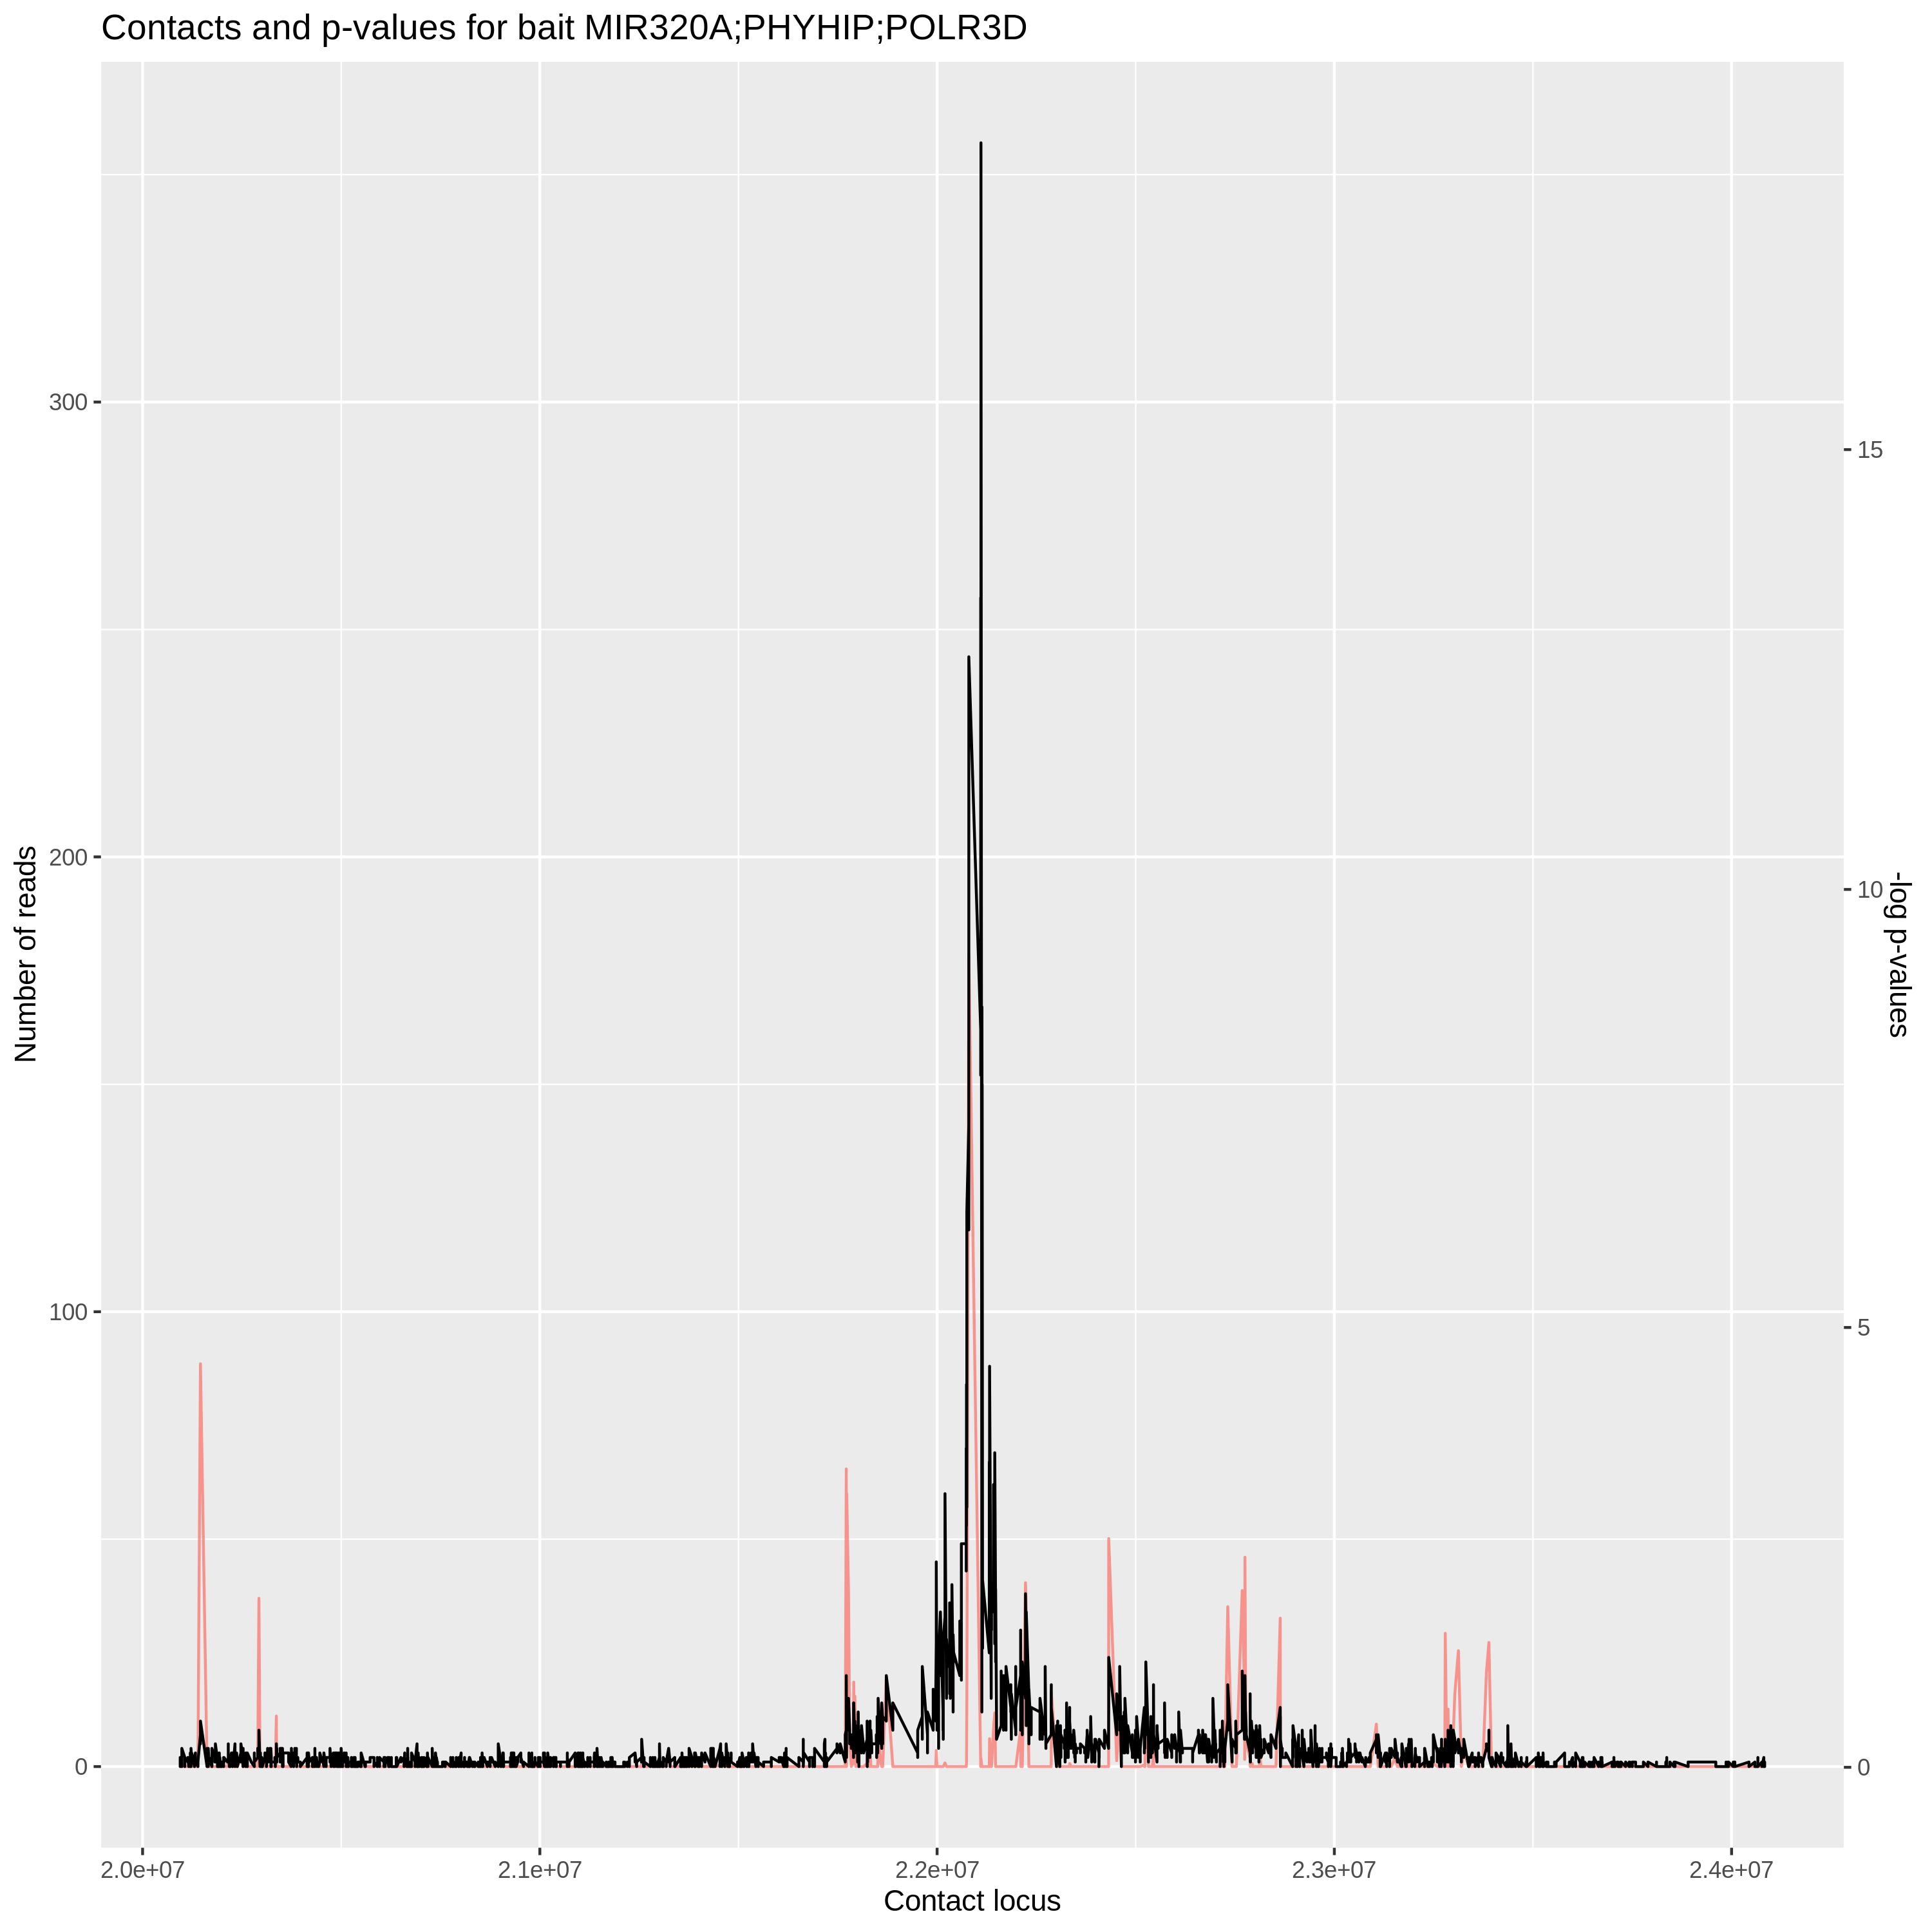 Contacts and p-values for bait MIR320A;PHYHIP;POLR3D
300
200
100
0
15
10
5
0
Number of reads
-log p-values
2.0e+07 2.1e+07 2.2e+07 2.3e+07 2.4e+07
Contact locus